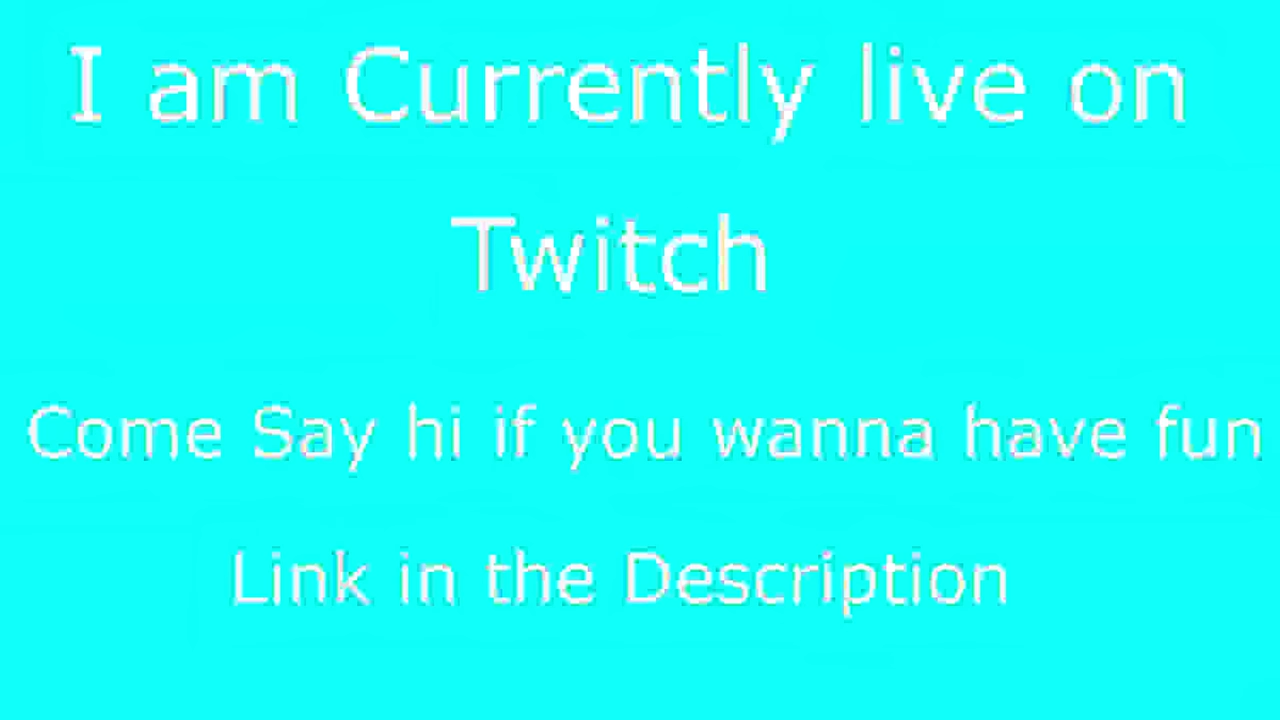 I am Currently live on
Twitch
Come Say hi if you wanna have fun
Link in the Description